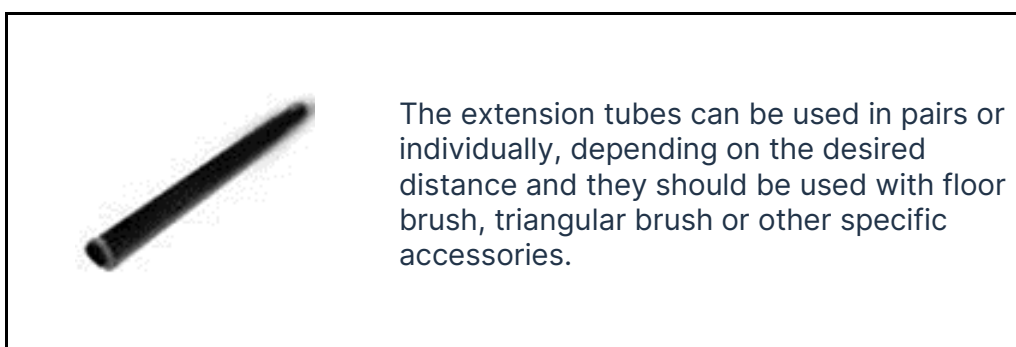 The extension tubes can be used in pairs or
individually, depending on the desired
distance and they should be used with floor
brush, triangular brush or other specific
accessories.